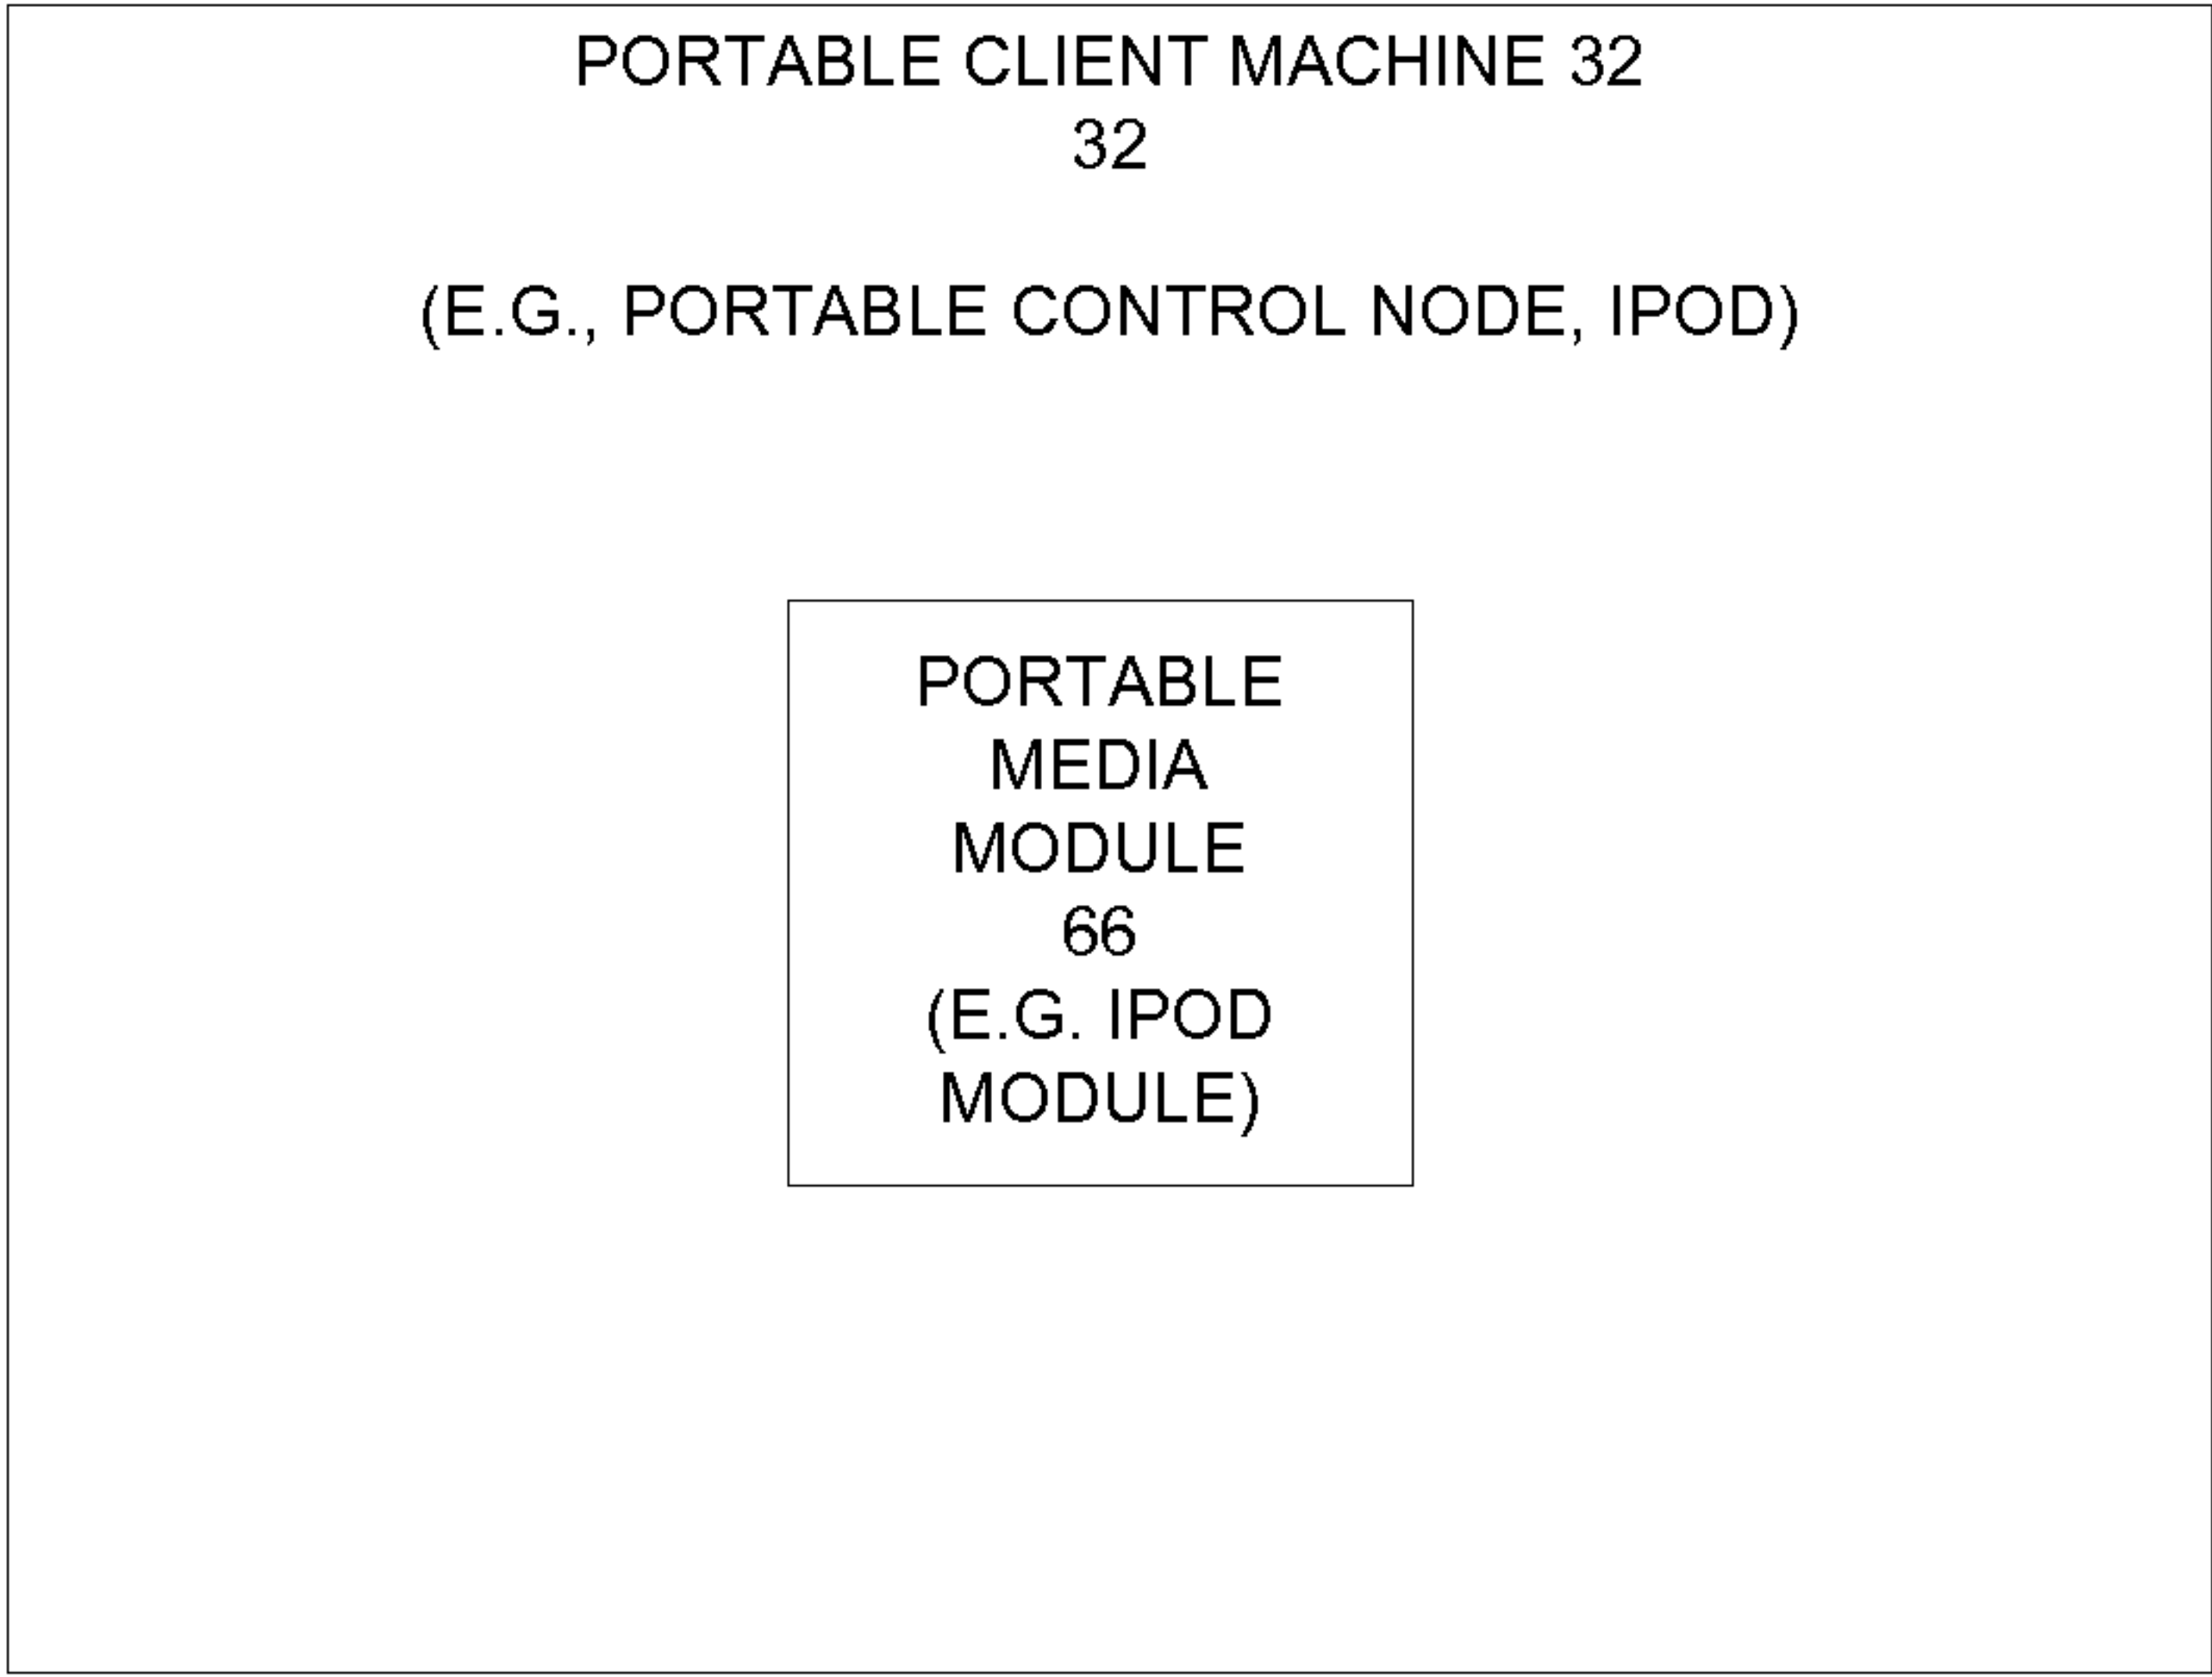 PORTABLE CLIENT MACHINE 32
32
(E.G., PORTABLE CONTROL NODE, IPOD)
PORTABLE
MEDIA
MODULE
66
(E.G. IPOD
MODULE)